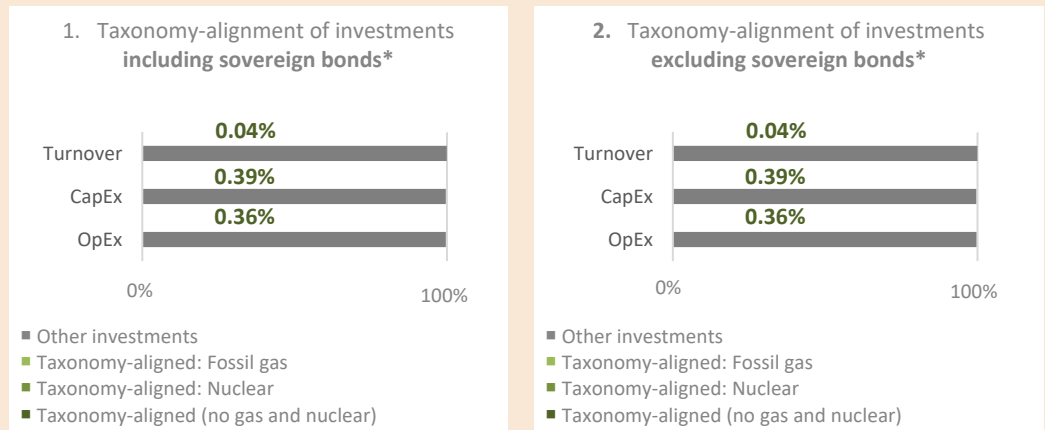 1. Taxonomy-alignment of investments
including sovereign bonds*
0.04%
Turnover
0.39%
CapEx
0.36%
OpEx
0%
100%
Other investments
Taxonomy-aligned: Fossil gas
Taxonomy-aligned: Nuclear
Taxonomy-aligned (no gas and nuclear)
2. Taxonomy-alignment of investments
excluding sovereign bonds*
0.04%
Turnover
0.39%
CapEx
0.36%
OpEx
0%
100%
Other investments
Taxonomy-aligned: Fossil gas
Taxonomy-aligned: Nuclear
Taxonomy-aligned (no gas and nuclear)